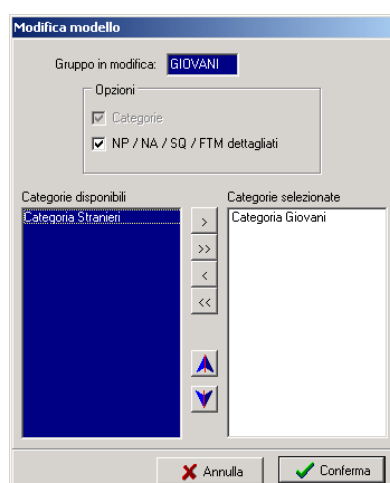 Modifica modello
Gruppo in modifica: GIOVANI
Opzioni
Categorie
NP / NA / SQ / FTM dettagliati
Categorie disponibili
Categorie selezionate
Categoria Stranieri
Categoria Giovani
>
>>
<
<<
Annulla
Conferma